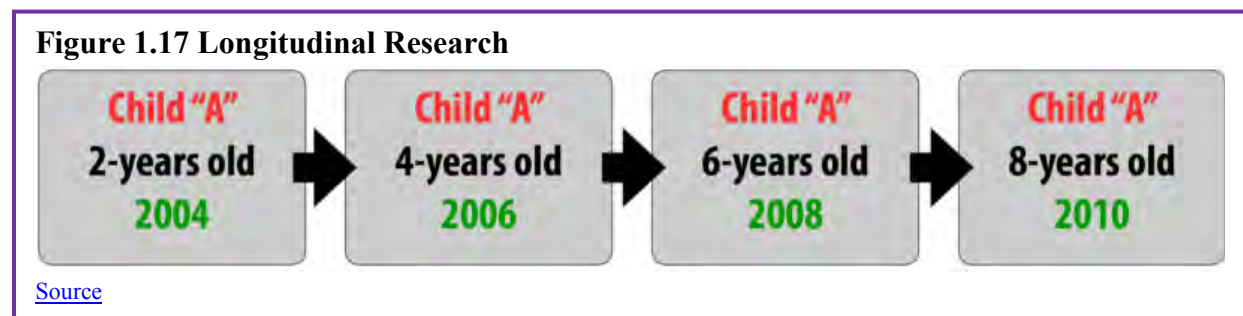 Figure 1.17 Longitudinal Research
Child "A"
2-years old
2004
Child "A"
4-years old
2006
Child "A"
6-years old
2008
Child "A"
8-years old
2010
Source